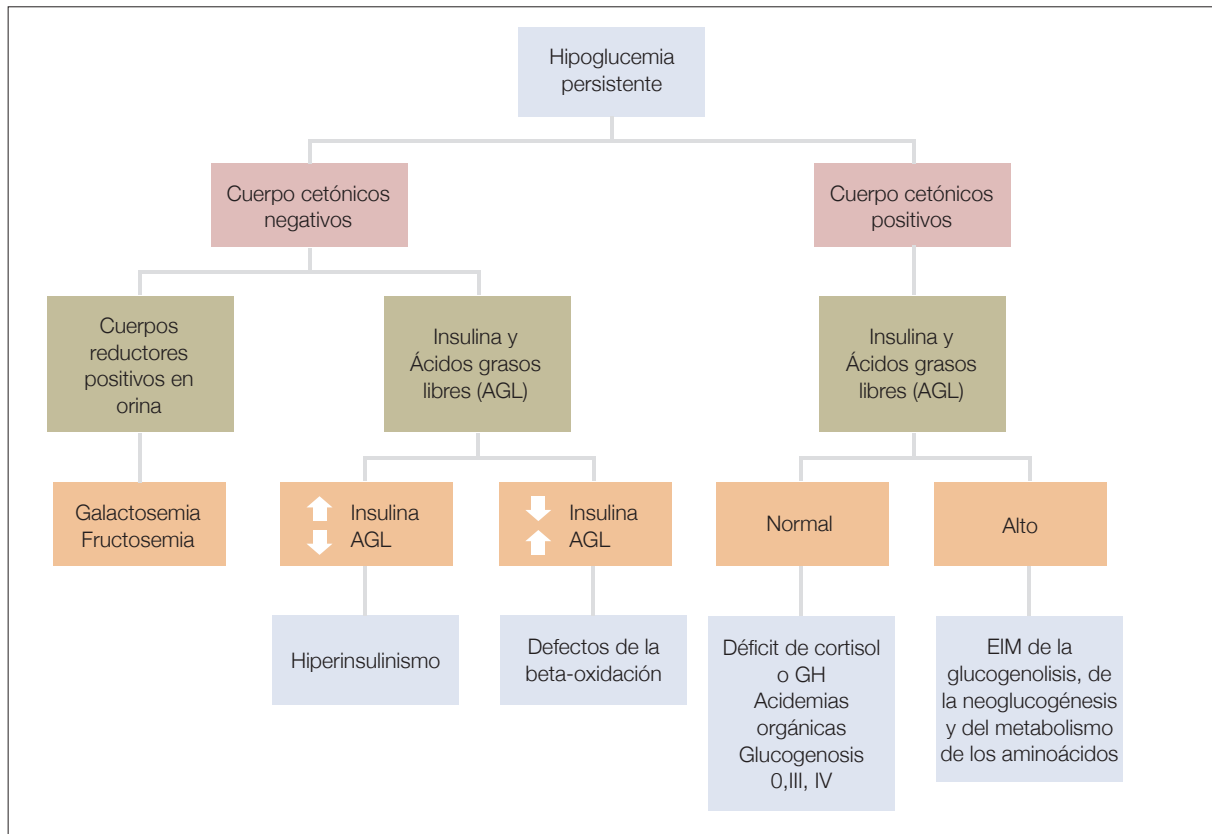 Hipoglucemia
persistente
Cuerpo cetónicos
negativos
Cuerpo cetónicos
positivos
Cuerpos
reductores
positivos en
orina
Insulina y
Ácidos grasos
libres (AGL)
Insulina y
Ácidos grasos
libres (AGL)
Galactosemia
Fructosemia
Insulina
AGL
Insulina
AGL
Normal
Alto
Hiperinsulinismo
Defectos de la
beta-oxidación
Déficit de cortisol
o GH
Acidemias
orgánicas
Glucogenosis
0,III, IV
EIM de la
glucogenolisis, de
la neoglucogénesis
y del metabolismo
de los aminoácidos